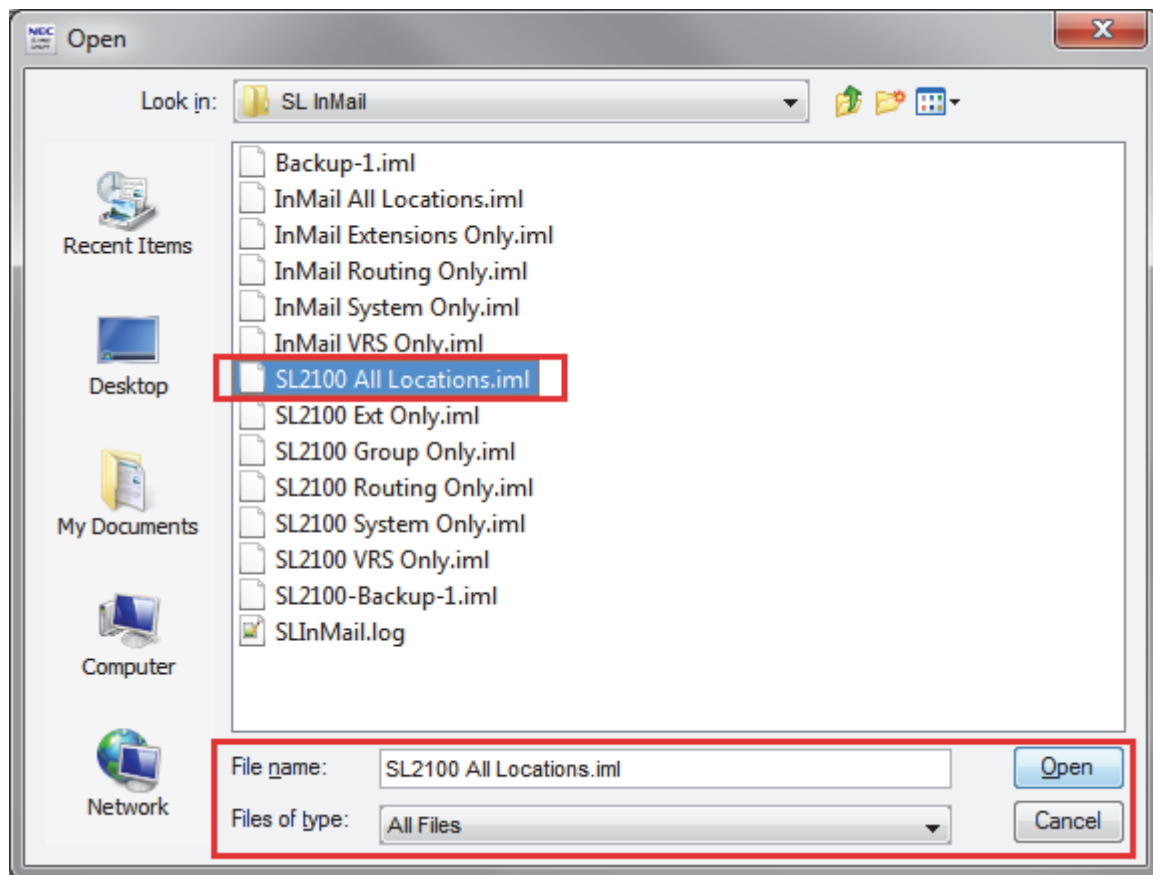 NEC
Open
Look in:
SL InMail
Backup-1.iml
InMail All Locations.iml
InMail Extensions Only.iml
InMail Routing Only.iml
InMail System Only.iml
InMail VRS Only.iml
SL2100 All Locations.iml
SL2100 Ext Only.iml
SL2100 Group Only.iml
SL2100 Routing Only.iml
SL2100 System Only.iml
SL2100 VRS Only.iml
SL2100-Backup-1.iml
SLInMail.log
Recent Items
Desktop
My Documents
Computer
Network
File name:
SL2100 All Locations.iml
Open
Files of type:
All Files
Cancel